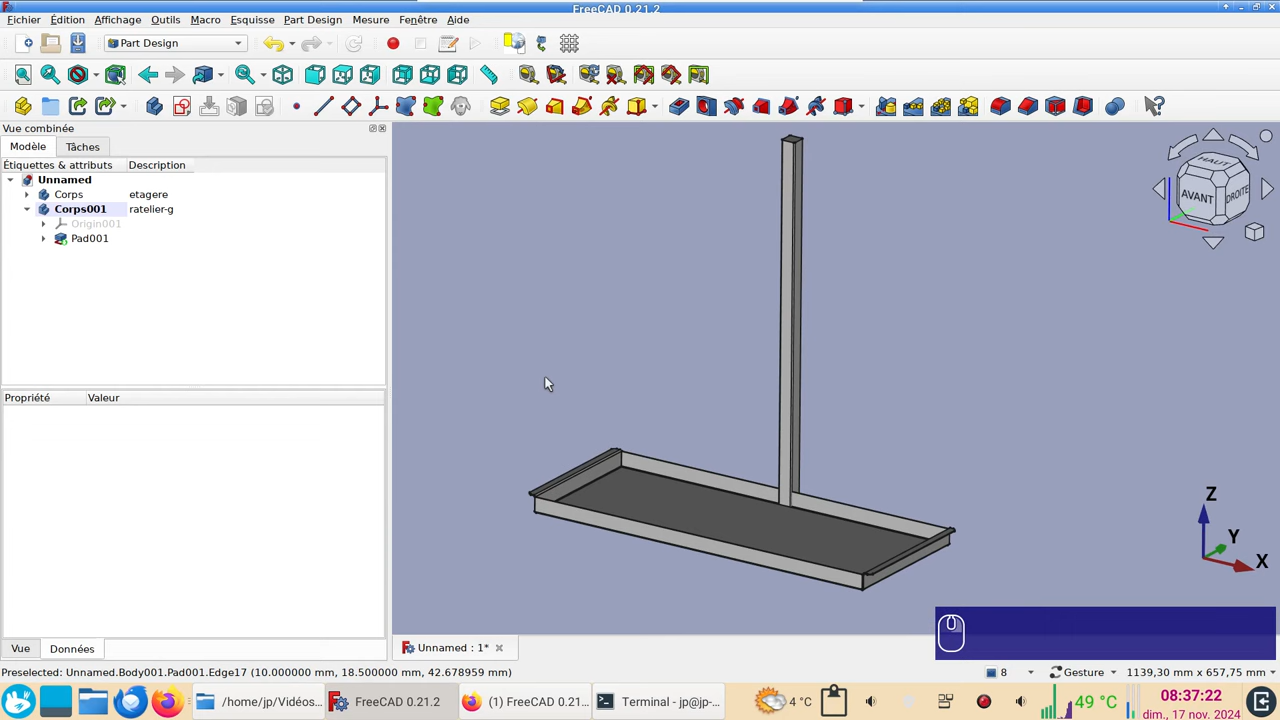 FreeCAD 0.21.2
Fichier Édition Affichage Outils Macro Esquisse Part Design Mesure Fenêtre Aide
Part Design
Vue combinée
Modèle Tâches
Étiquettes & attributs Description
Unnamed
Corps etagere
Corps001 ratelier-g
Origin001
Pad001
HAUT
AVANT
DROITE
Propriété Valeur
Z
Y
X
Vue Données
Unnamed : 1*
Preselected: Unnamed.Body001.Pad001.Edge17 (10.000000 mm, 18.500000 mm, 42.678959 mm)
8 Gesture 1139,30 mm x 657,75 mm
/home/jp/Vidéos... FreeCAD 0.21.2 (1) FreeCAD 0.21... Terminal - jp@jp-... 4 °C 49 °C 08:37:22
dim., 17 nov. 2024